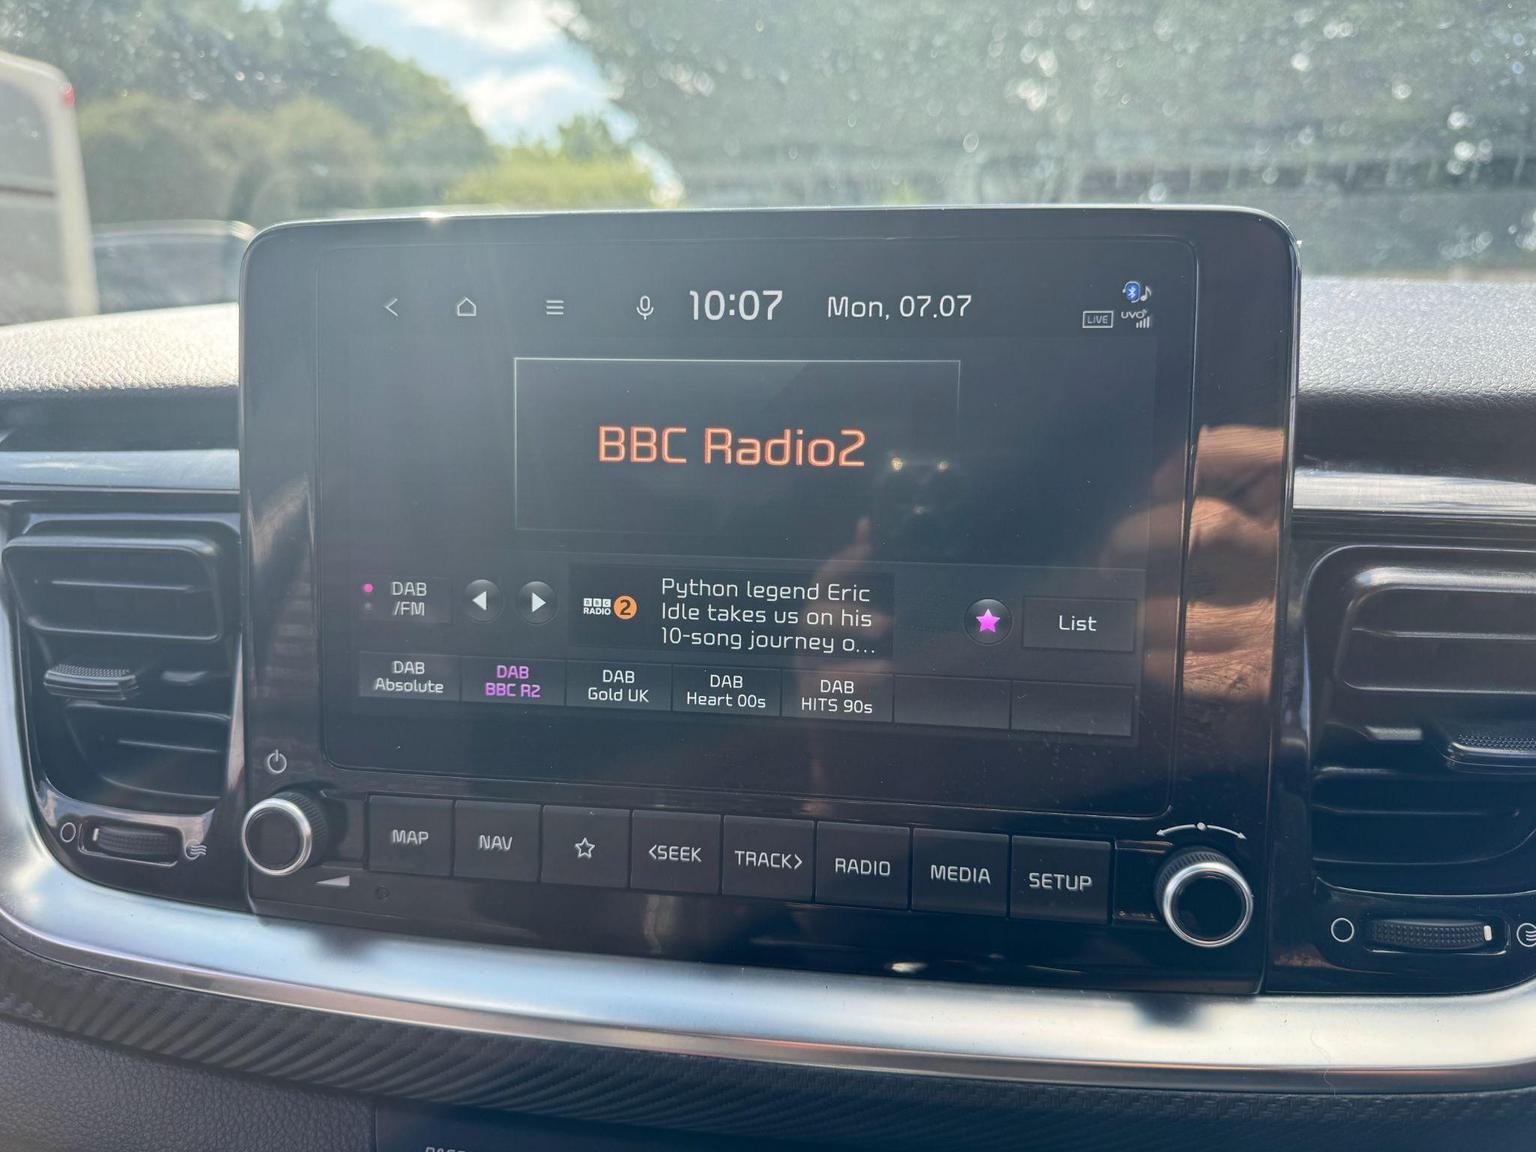 10:07 Mon, 07.07
LIVE UVO
BBC Radio2
DAB
/FM
BBC
RADIO 2
Python legend Eric
Idle takes us on his
10-song journey o...
List
DAB
Absolute
DAB
BBC R2
DAB
Gold UK
DAB
Heart 00s
DAB
HITS 90s
MAP
NAV
<SEEK
TRACK>
RADIO
MEDIA
SETUP